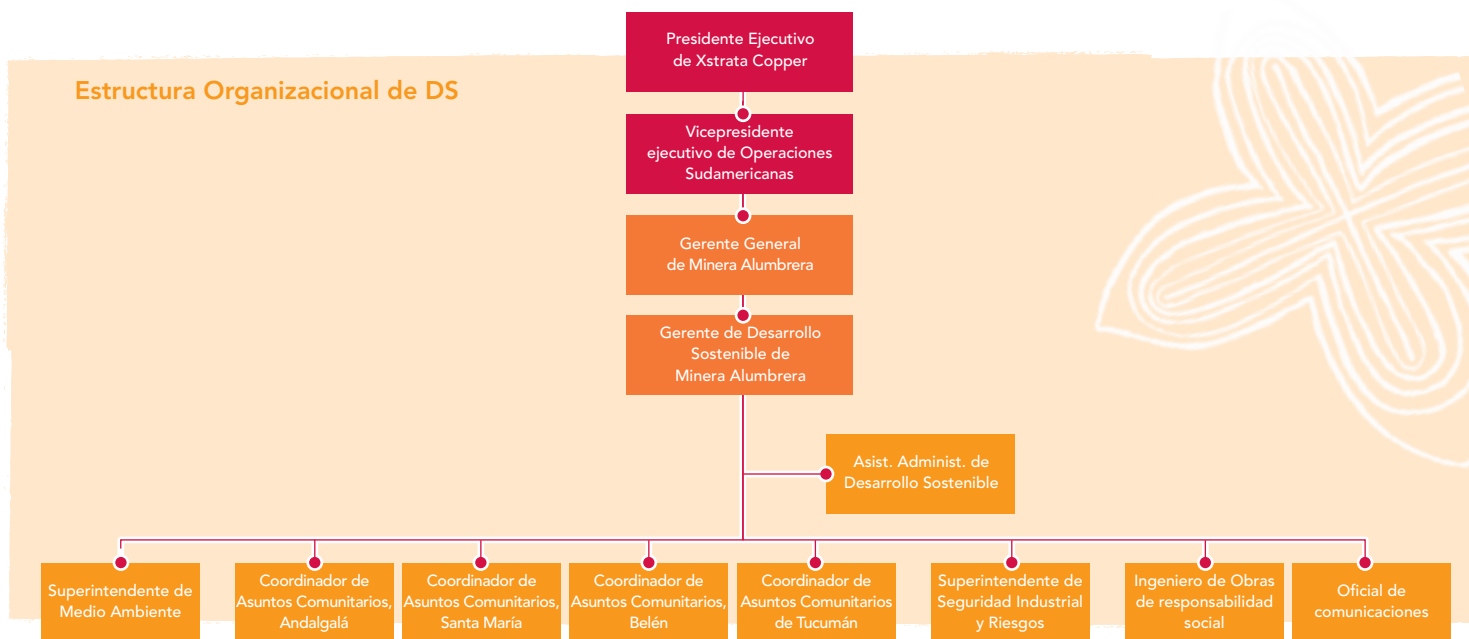 Presidente Ejecutivo
de Xstrata Copper
Estructura Organizacional de DS
Vicepresidente
ejecutivo de Operaciones
Sudamericanas
Gerente General
de Minera Alumbrera
Gerente de Desarrollo
Sostenible de
Minera Alumbrera
Asist. Administ. de
Desarrollo Sostenible
Superintendente de
Medio Ambiente
Coordinador de
Asuntos Comunitarios,
Andalgalá
Coordinador de
Asuntos Comunitarios,
Santa María
Coordinador de
Asuntos Comunitarios,
Belén
Coordinador de
Asuntos Comunitarios
de Tucumán
Superintendente de
Seguridad Industrial
y Riesgos
Ingeniero de Obras
de responsabilidad
social
Oficial de
comunicaciones